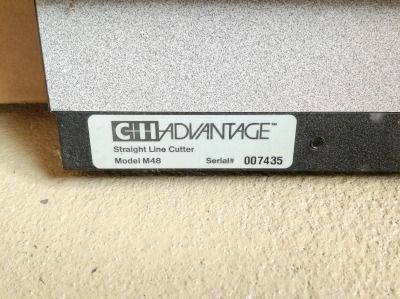 C+H ADVANTAGE™
Straight Line Cutter
Model M48 Serial# 007435